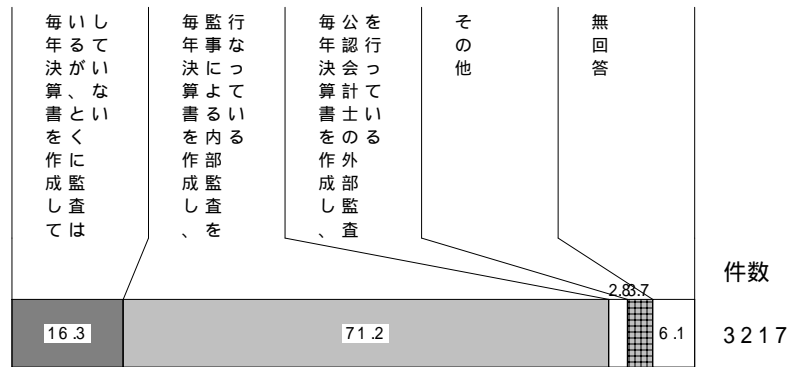 毎年決算書を作成して
いるが、とくに監査は
していない
毎年決算書を作成し、
監事による内部監査を
行なっている
毎年決算書を作成し、
公認会計士の外部監査
を行っている
その他
無回答
件数
16.3
71.2
2.8
3.7
6.1
3217